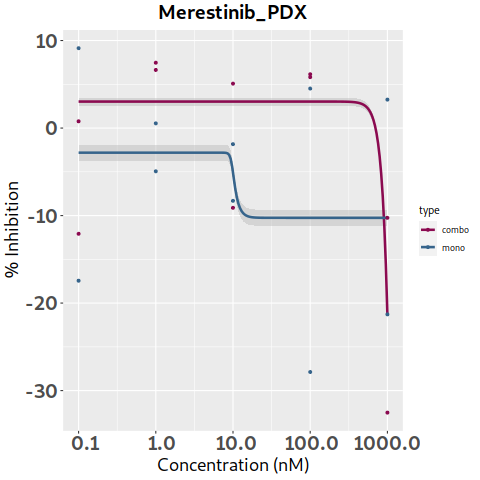 Merestinib_PDX
% Inhibition
10
0
-10
-20
-30
0.1 1.0 10.0 100.0 1000.0
Concentration (nM)
type
combo
mono